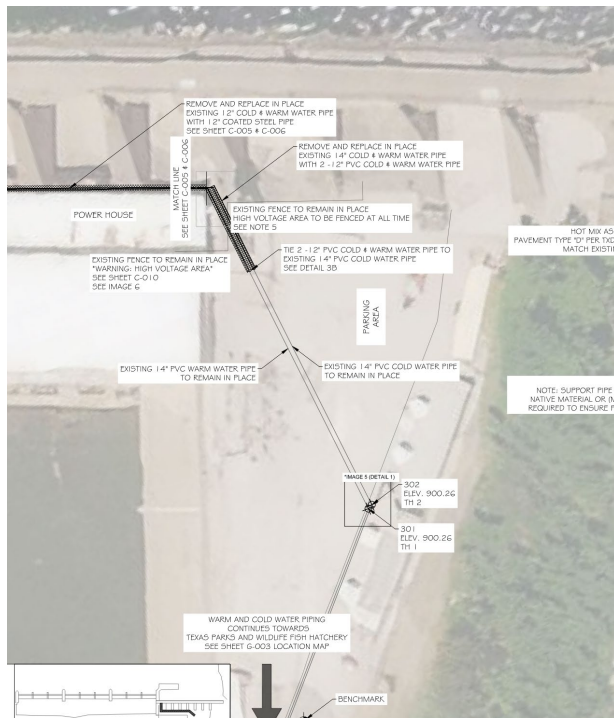 REMOVE AND REPLACE IN PLACE
EXISTING 12" COLD & WARM WATER PIPE
WITH 12" COATED STEEL PIPE
SEE SHEET C-005 & C-006
MATCH LINE
SEE SHEET C-005 & C-006
REMOVE AND REPLACE IN PLACE
EXISTING 14" COLD & WARM WATER PIPE
WITH 2 -12" PVC COLD & WARM WATER PIPE
POWER HOUSE
EXISTING FENCE TO REMAIN IN PLACE
HIGH VOLTAGE AREA TO BE FENCED AT ALL TIME
SEE NOTE 5
HOT MIX AS
PAVEMENT TYPE "D" PER TXD
MATCH EXISTI
EXISTING FENCE TO REMAIN IN PLACE
"WARNING: HIGH VOLTAGE AREA"
SEE SHEET C-010
SEE IMAGE 6
TIE 2 -12" PVC COLD & WARM WATER PIPE TO
EXISTING 14" PVC COLD WATER PIPE
SEE DETAIL 3B
PARKING
AREA
EXISTING 14" PVC WARM WATER PIPE
TO REMAIN IN PLACE
EXISTING 14" PVC COLD WATER PIPE
TO REMAIN IN PLACE
NOTE: SUPPORT PIPE
NATIVE MATERIAL OR (M
REQUIRED TO ENSURE P
*IMAGE 5 (DETAIL 1)
302
ELEV. 900.26
TH 2
301
ELEV. 900.26
TH 1
WARM AND COLD WATER PIPING
CONTINUES TOWARDS
TEXAS PARKS AND WILDLIFE FISH HATCHERY
SEE SHEET G-003 LOCATION MAP
BENCHMARK